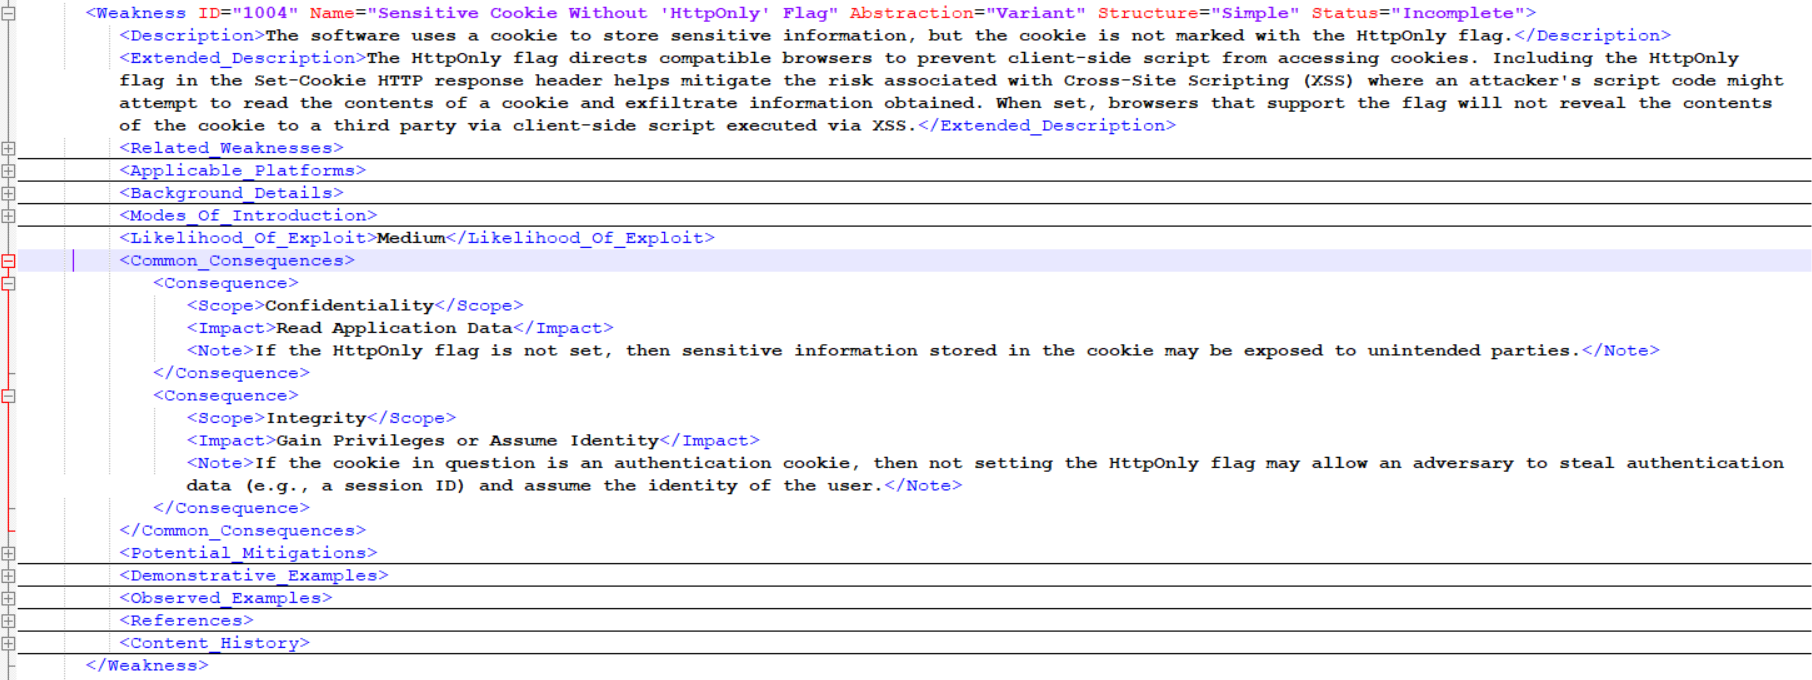 <Weakness ID="1004" Name="Sensitive Cookie Without 'HttpOnly' Flag" Abstraction="Variant" Structure="Simple" Status="Incomplete">
<Description>The software uses a cookie to store sensitive information, but the cookie is not marked with the HttpOnly flag.</Description>
<Extended_Description>The HttpOnly flag directs compatible browsers to prevent client-side script from accessing cookies. Including the HttpOnly
flag in the Set-Cookie HTTP response header helps mitigate the risk associated with Cross-Site Scripting (XSS) where an attacker's script code might
attempt to read the contents of a cookie and exfiltrate information obtained. When set, browsers that support the flag will not reveal the contents
of the cookie to a third party via client-side script executed via XSS.</Extended_Description>
<Related_Weaknesses>
<Applicable_Platforms>
<Background_Details>
<Modes_Of_Introduction>
<Likelihood_Of_Exploit>Medium</Likelihood_Of_Exploit>
<Common_Consequences>
<Consequence>
<Scope>Confidentiality</Scope>
<Impact>Read Application Data</Impact>
<Note>If the HttpOnly flag is not set, then sensitive information stored in the cookie may be exposed to unintended parties.</Note>
</Consequence>
<Consequence>
<Scope>Integrity</Scope>
<Impact>Gain Privileges or Assume Identity</Impact>
<Note>If the cookie in question is an authentication cookie, then not setting the HttpOnly flag may allow an adversary to steal authentication
data (e.g., a session ID) and assume the identity of the user.</Note>
</Consequence>
</Common_Consequences>
<Potential_Mitigations>
<Demonstrative_Examples>
<Observed_Examples>
<References>
<Content_History>
</Weakness>